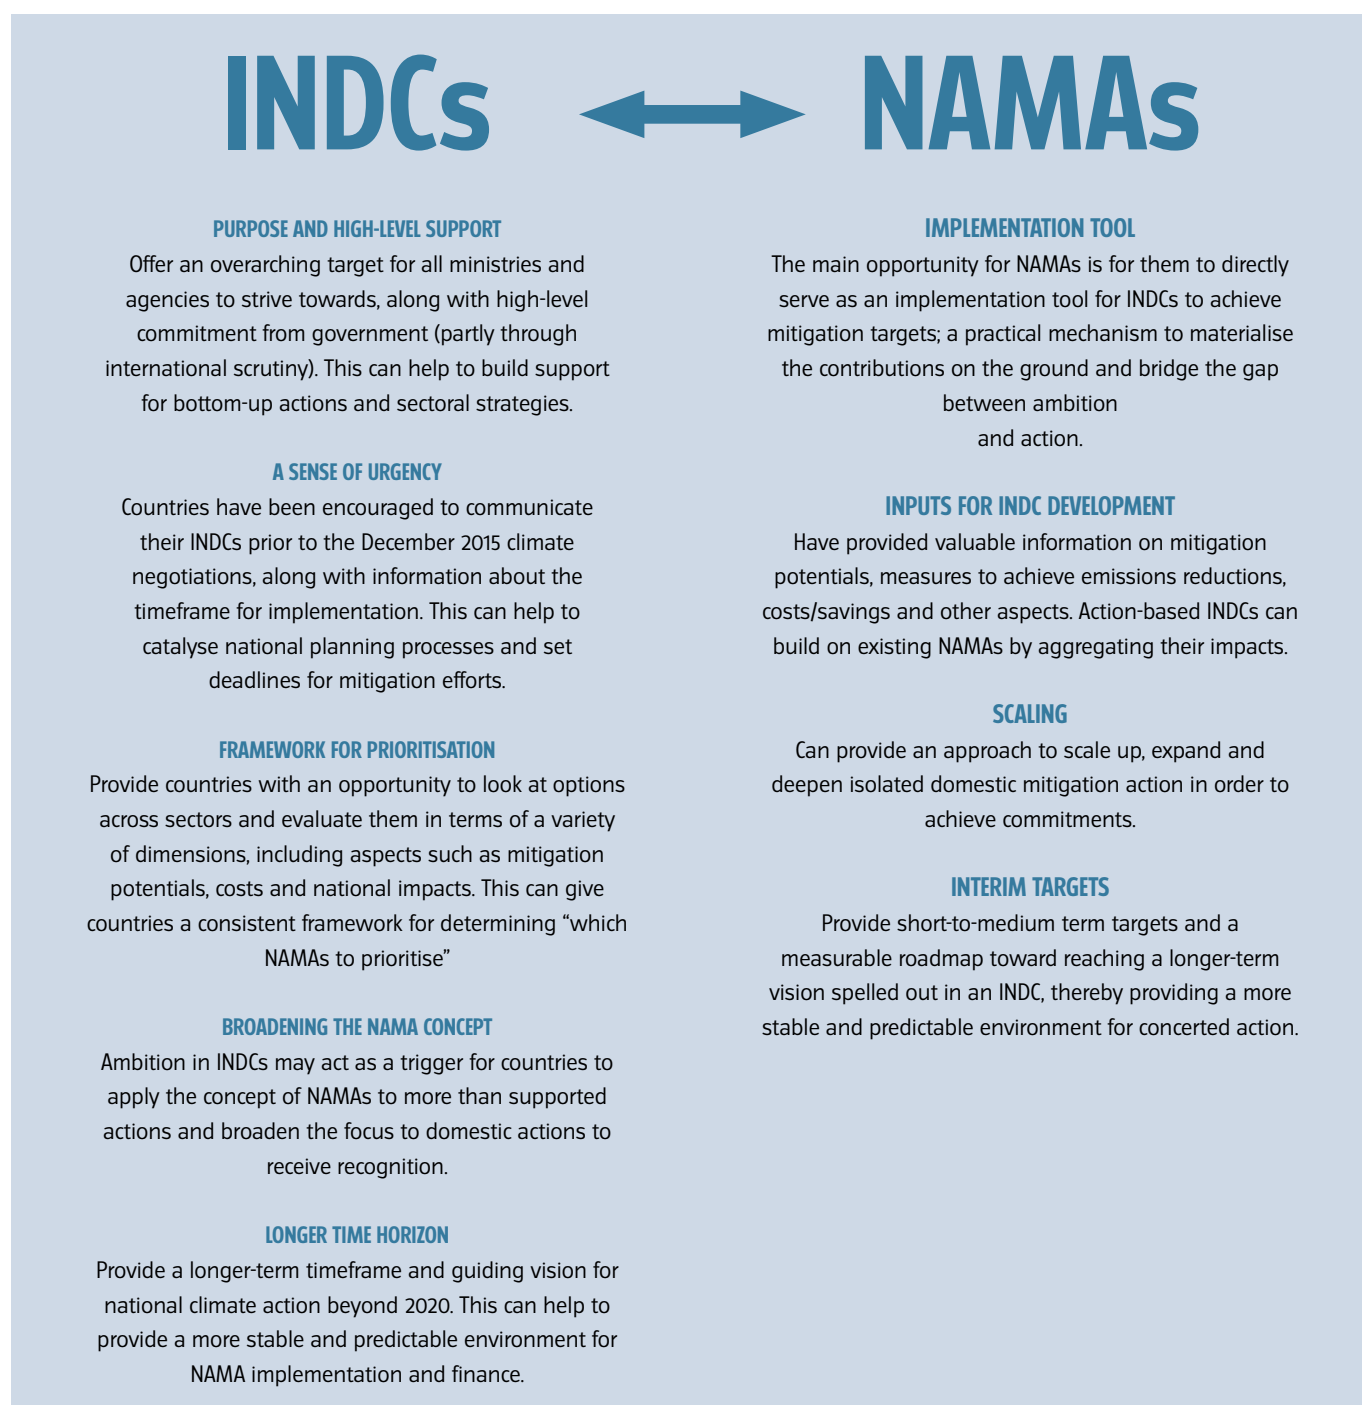 INDCs
NAMAs
PURPOSE AND HIGH-LEVEL SUPPORT
Offer an overarching target for all ministries and
agencies to strive towards, along with high-level
commitment from government (partly through
international scrutiny). This can help to build support
for bottom-up actions and sectoral strategies.
A SENSE OF URGENCY
Countries have been encouraged to communicate
their INDCs prior to the December 2015 climate
negotiations, along with information about the
timeframe for implementation. This can help to
catalyse national planning processes and set
deadlines for mitigation efforts.
FRAMEWORK FOR PRIORITISATION
Provide countries with an opportunity to look at options
across sectors and evaluate them in terms of a variety
of dimensions, including aspects such as mitigation
potentials, costs and national impacts. This can give
countries a consistent framework for determining “which
NAMAs to prioritise”
BROADENING THE NAMA CONCEPT
Ambition in INDCs may act as a trigger for countries to
apply the concept of NAMAs to more than supported
actions and broaden the focus to domestic actions to
receive recognition.
LONGER TIME HORIZON
Provide a longer-term timeframe and guiding vision for
national climate action beyond 2020. This can help to
provide a more stable and predictable environment for
NAMA implementation and finance.
IMPLEMENTATION TOOL
The main opportunity for NAMAs is for them to directly
serve as an implementation tool for INDCs to achieve
mitigation targets; a practical mechanism to materialise
the contributions on the ground and bridge the gap
between ambition
and action.
INPUTS FOR INDC DEVELOPMENT
Have provided valuable information on mitigation
potentials, measures to achieve emissions reductions,
costs/savings and other aspects. Action-based INDCs can
build on existing NAMAs by aggregating their impacts.
SCALING
Can provide an approach to scale up, expand and
deepen isolated domestic mitigation action in order to
achieve commitments.
INTERIM TARGETS
Provide short-to-medium term targets and a
measurable roadmap toward reaching a longer-term
vision spelled out in an INDC, thereby providing a more
stable and predictable environment for concerted action.